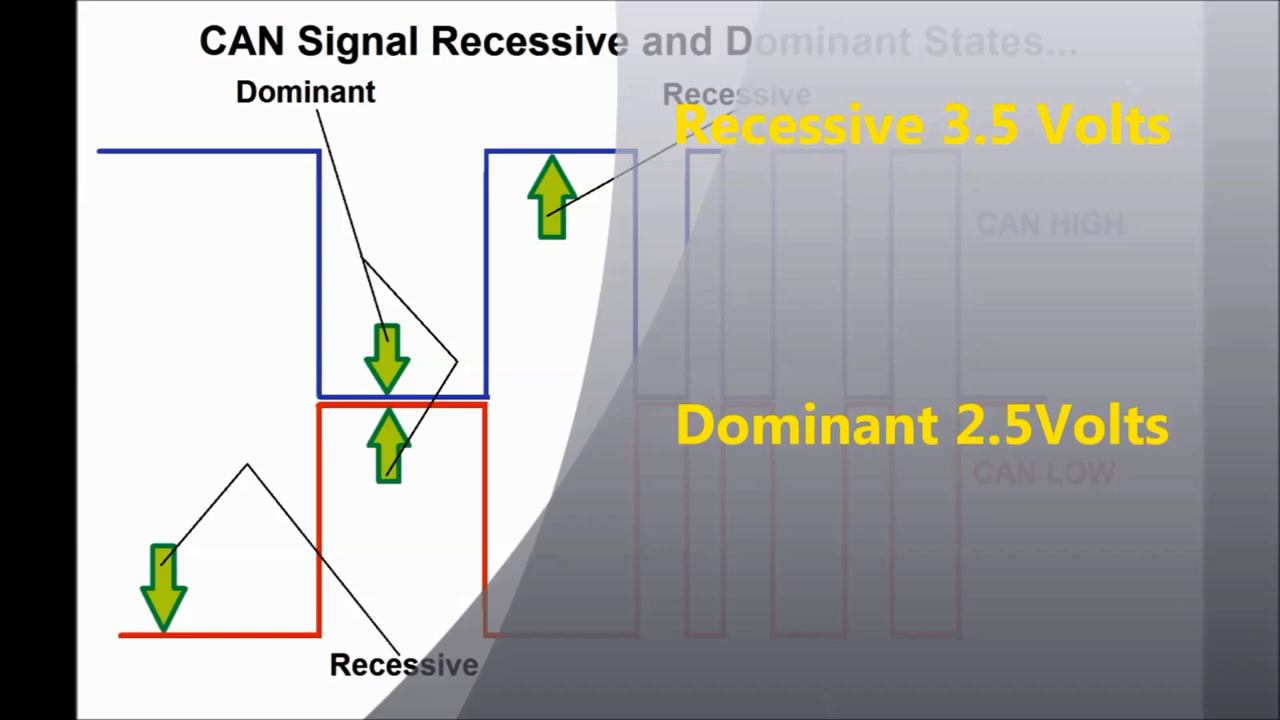 CAN Signal Recessive and Dominant States...
Dominant
Recessive
Recessive 3.5 Volts
CAN HIGH
Dominant 2.5Volts
CAN LOW
Recessive